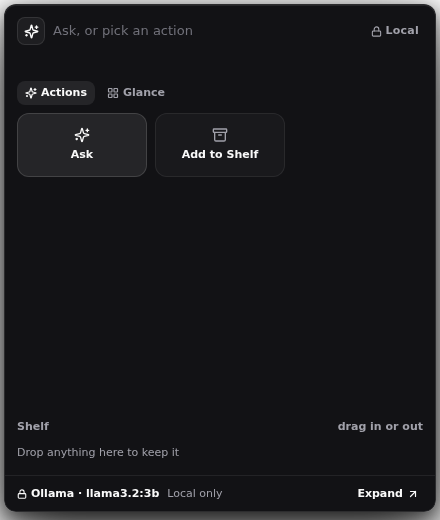 Ask, or pick an action
Local
Actions
Glance
Ask
Add to Shelf
Shelf
drag in or out
Drop anything here to keep it
Ollama · llama3.2:3b Local only
Expand